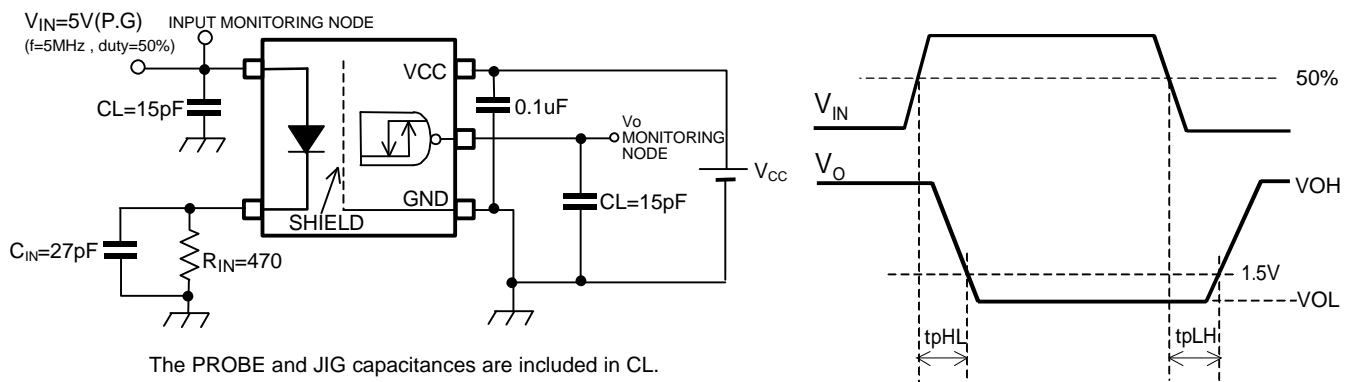 VIN=5V(P.G)
INPUT MONITORING NODE
(f=5MHz , duty=50%)
CL=15pF
VCC
0.1uF
Vo
MONITORING
NODE
VCC
GND
SHIELD
CL=15pF
CIN=27pF
RIN=470
The PROBE and JIG capacitances are included in CL.
50%
VIN
VO
VOH
1.5V
VOL
tpHL
tpLH